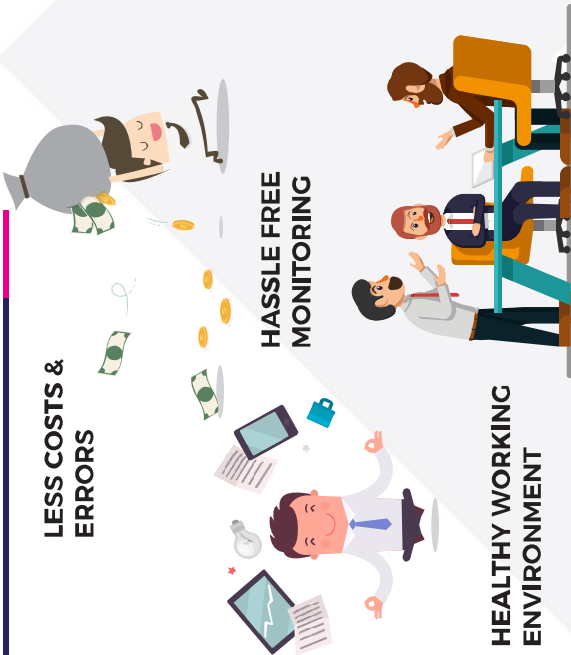 LESS COSTS &
ERRORS
HASSLE FREE
MONITORING
HEALTHY WORKING
ENVIRONMENT